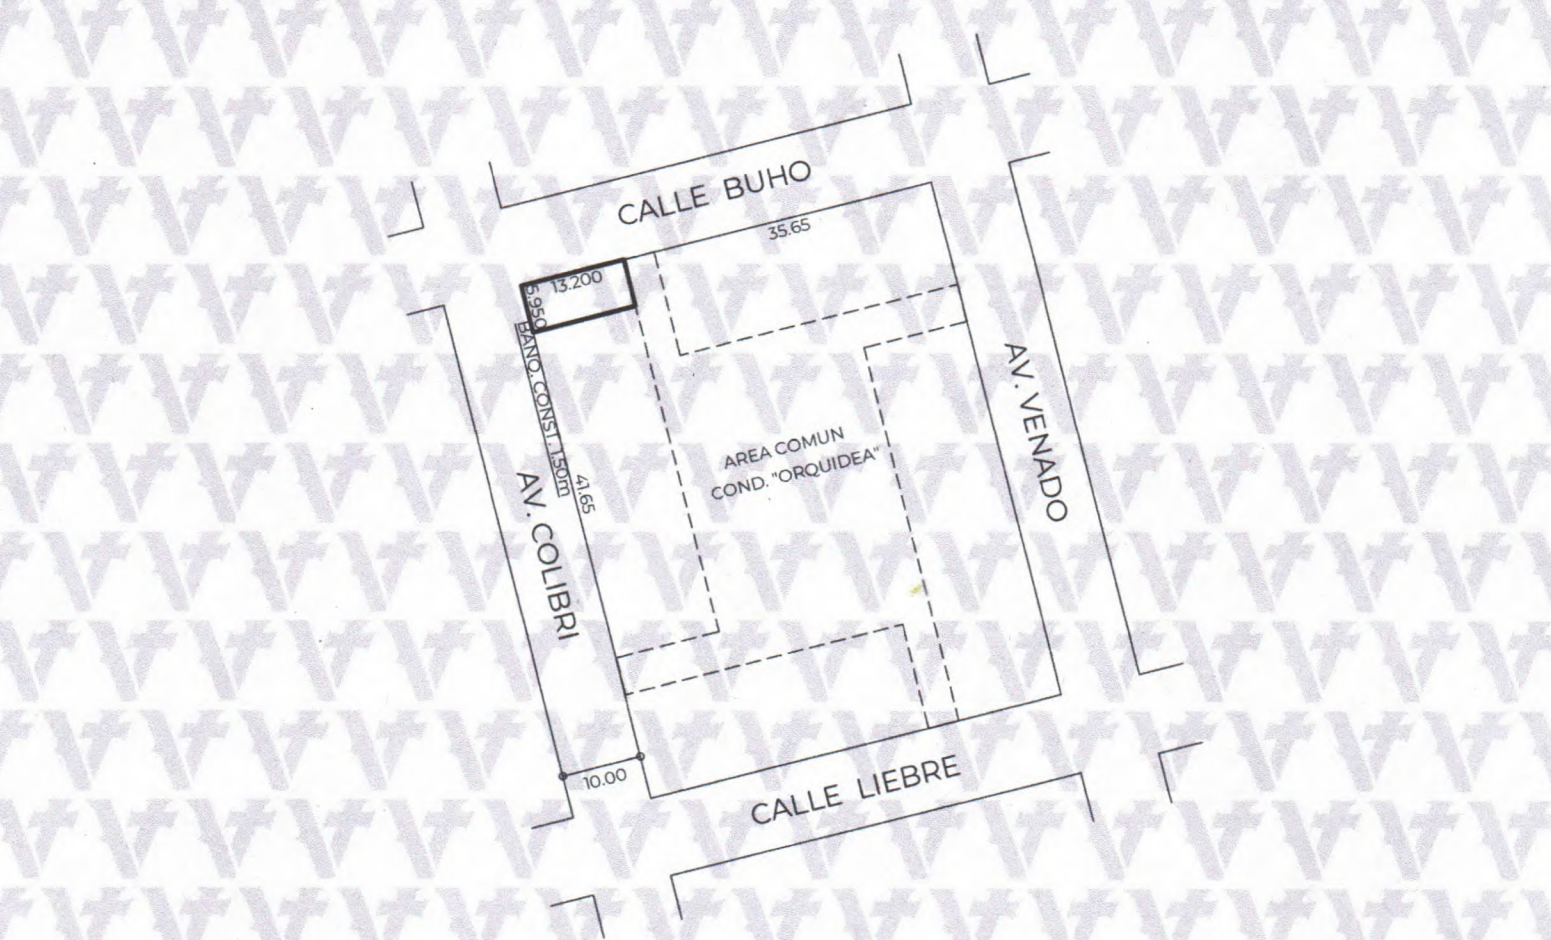 CALLE BUHO
35.65
13.200
5.950
BANQ. CONST. 1.50m
41.65
AV. COLIBRI
AREA COMUN
COND. "ORQUIDEA"
AV. VENADO
10.00
CALLE LIEBRE